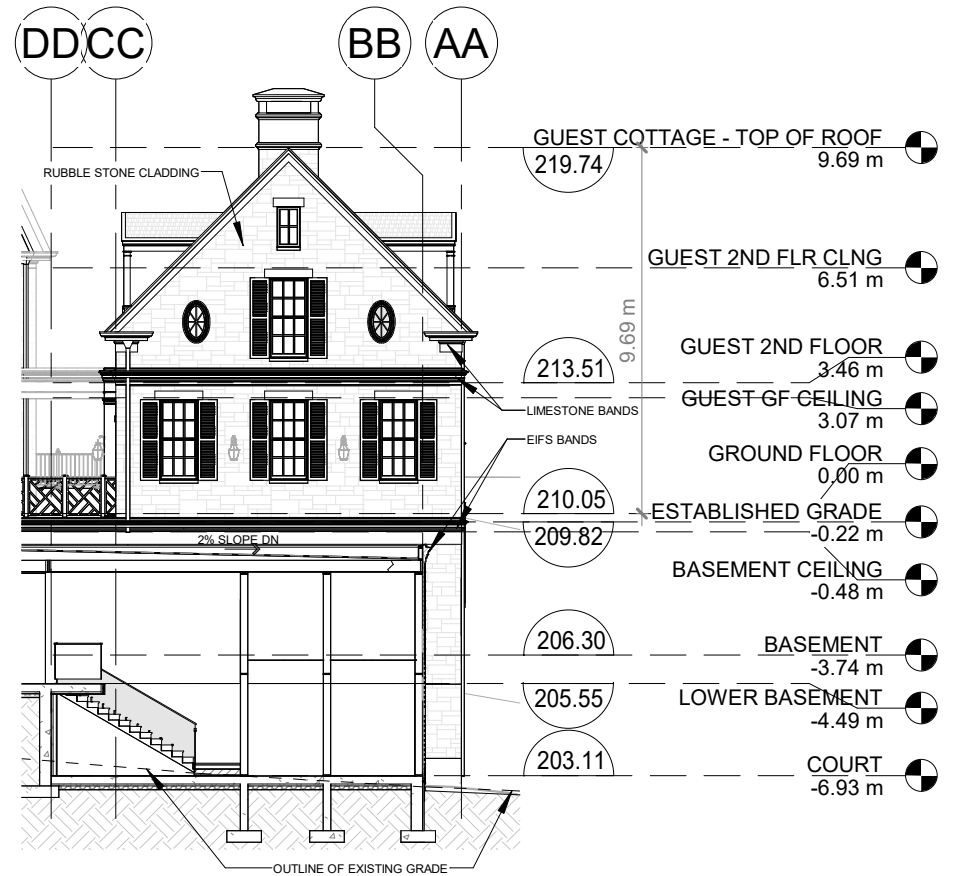 DD CC BB AA
GUEST COTTAGE - TOP OF ROOF
219.74 9.69 m
RUBBLE STONE CLADDING
GUEST 2ND FLR CLNG
6.51 m
9.69 m
GUEST 2ND FLOOR
213.51 3.46 m
GUEST GF CEILING
3.07 m
LIMESTONE BANDS
EIFS BANDS
GROUND FLOOR
0.00 m
210.05
ESTABLISHED GRADE
-0.22 m
209.82
2% SLOPE DN
BASEMENT CEILING
-0.48 m
206.30
BASEMENT
-3.74 m
205.55
LOWER BASEMENT
-4.49 m
203.11
COURT
-6.93 m
OUTLINE OF EXISTING GRADE